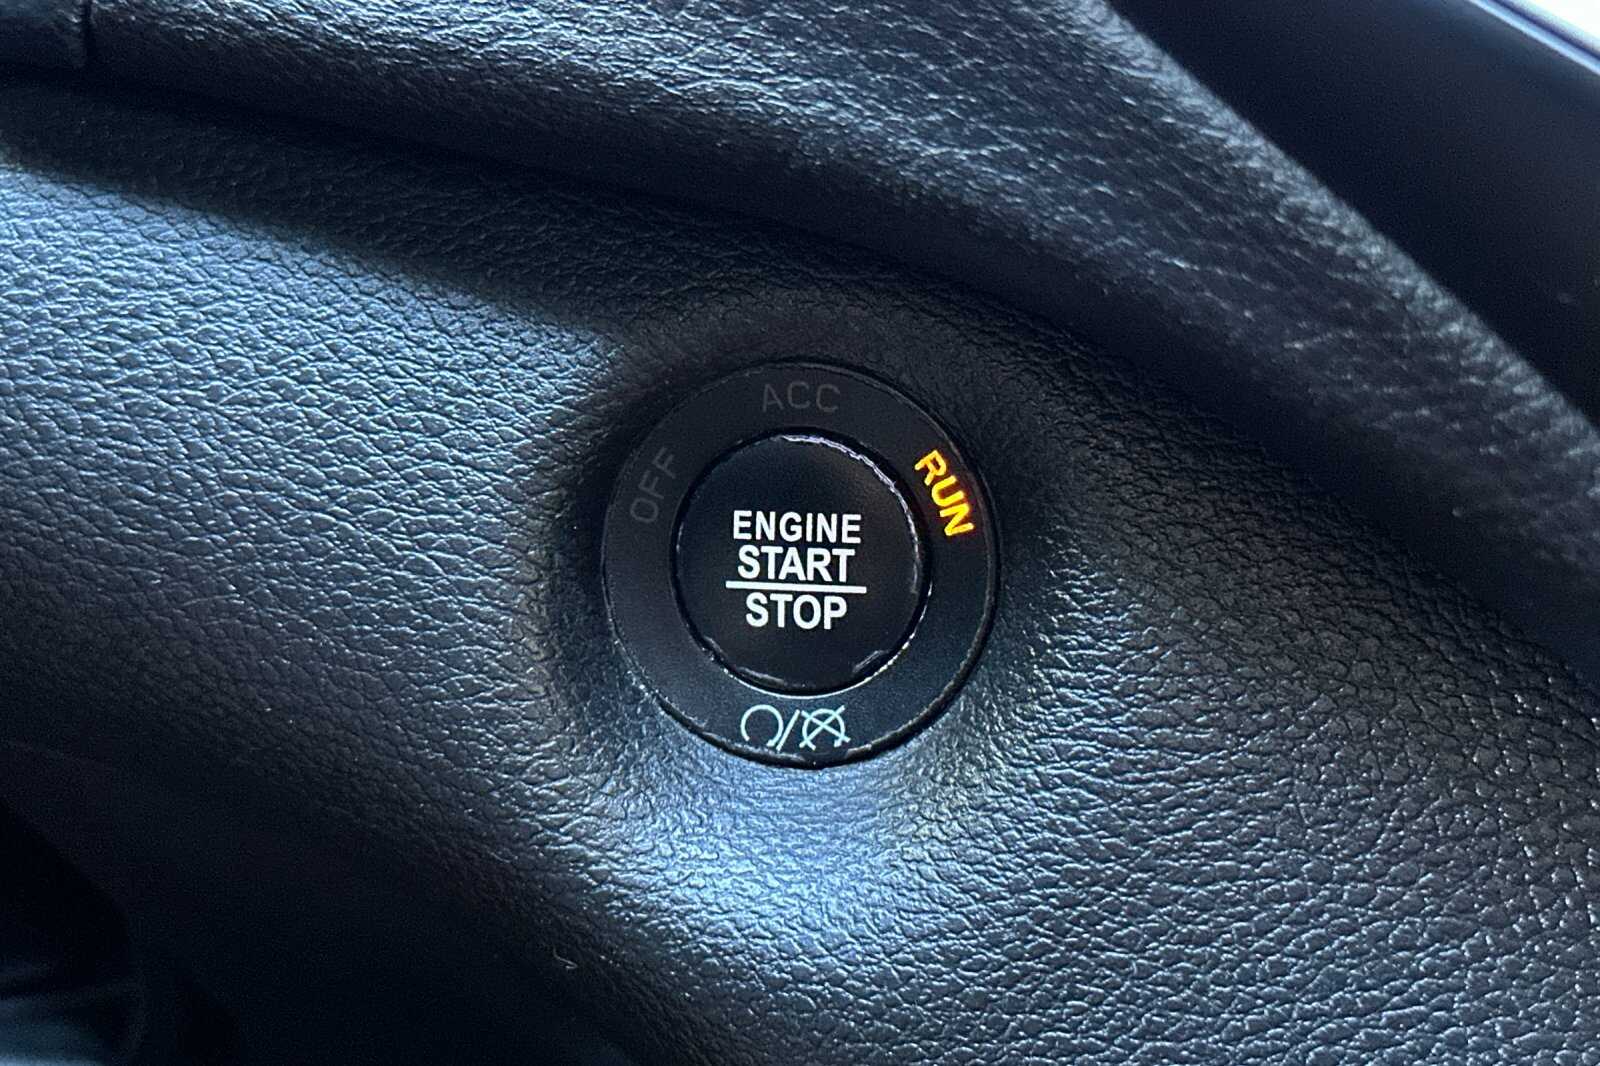 ACC
OFF
RUN
ENGINE
START
STOP